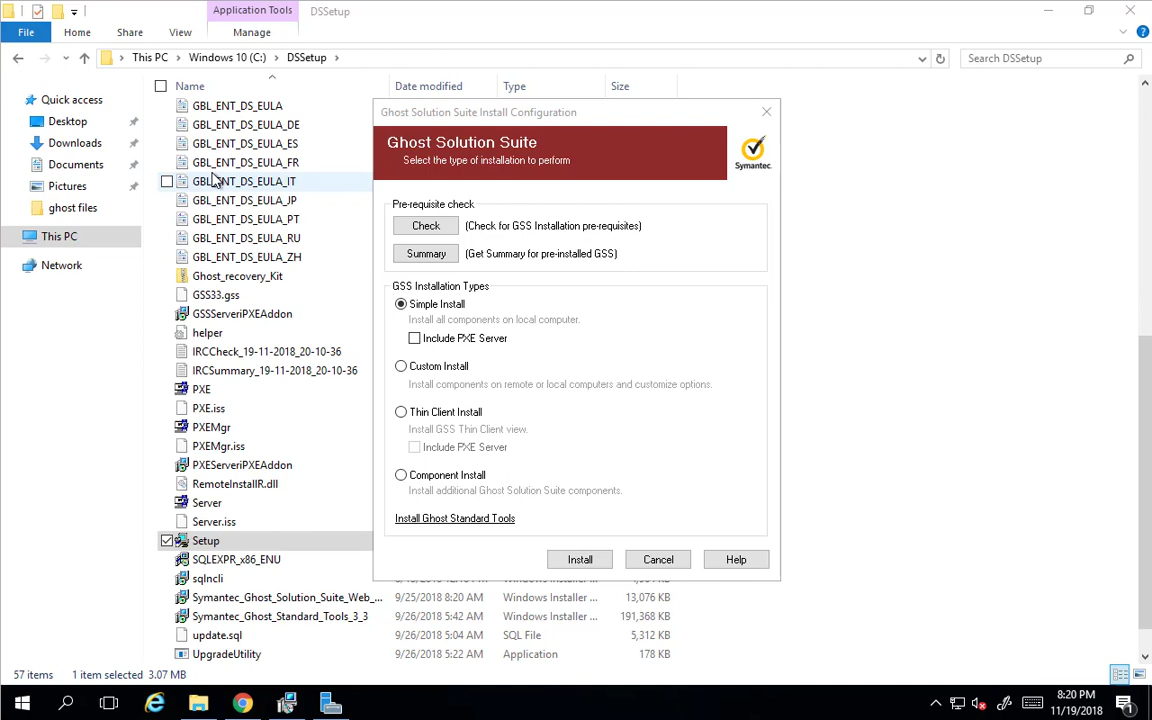 Application Tools
DSSetup
File
Home
Share
View
Manage
This PC
Windows 10 (C:)
DSSetup
Search DSSetup
Name
Date modified
Type
Size
Quick access
Desktop
Downloads
Documents
Pictures
ghost files
This PC
Network
GBL_ENT_DS_EULA
GBL_ENT_DS_EULA_DE
GBL_ENT_DS_EULA_ES
GBL_ENT_DS_EULA_FR
GBL_ENT_DS_EULA_IT
GBL_ENT_DS_EULA_JP
GBL_ENT_DS_EULA_PT
GBL_ENT_DS_EULA_RU
GBL_ENT_DS_EULA_ZH
Ghost_recovery_Kit
GSS33.gss
GSSServeriPXEAddon
helper
IRCCheck_19-11-2018_20-10-36
IRCSummary_19-11-2018_20-10-36
PXE
PXE.iss
PXEMgr
PXEMgr.iss
PXEServeriPXEAddon
RemoteInstallR.dll
Server
Server.iss
Setup
SQLEXPR_x86_ENU
sqlncli
Symantec_Ghost_Solution_Suite_Web_... 9/25/2018 8:20 AM Windows Installer ... 13,076 KB
Symantec_Ghost_Standard_Tools_3_3 9/26/2018 5:42 AM Windows Installer ... 191,368 KB
update.sql 9/26/2018 5:04 AM SQL File 5,312 KB
UpgradeUtility 9/26/2018 5:22 AM Application 178 KB
Ghost Solution Suite Install Configuration
Ghost Solution Suite
Select the type of installation to perform
Symantec.
Pre-requisite check
Check (Check for GSS Installation pre-requisites)
Summary (Get Summary for pre-installed GSS)
GSS Installation Types
Simple Install
Install all components on local computer.
Include PXE Server
Custom Install
Install components on remote or local computers and customize options.
Thin Client Install
Install GSS Thin Client view.
Include PXE Server
Component Install
Install additional Ghost Solution Suite components.
Install Ghost Standard Tools
Install
Cancel
Help
57 items
1 item selected 3.07 MB
8:20 PM
11/19/2018
1